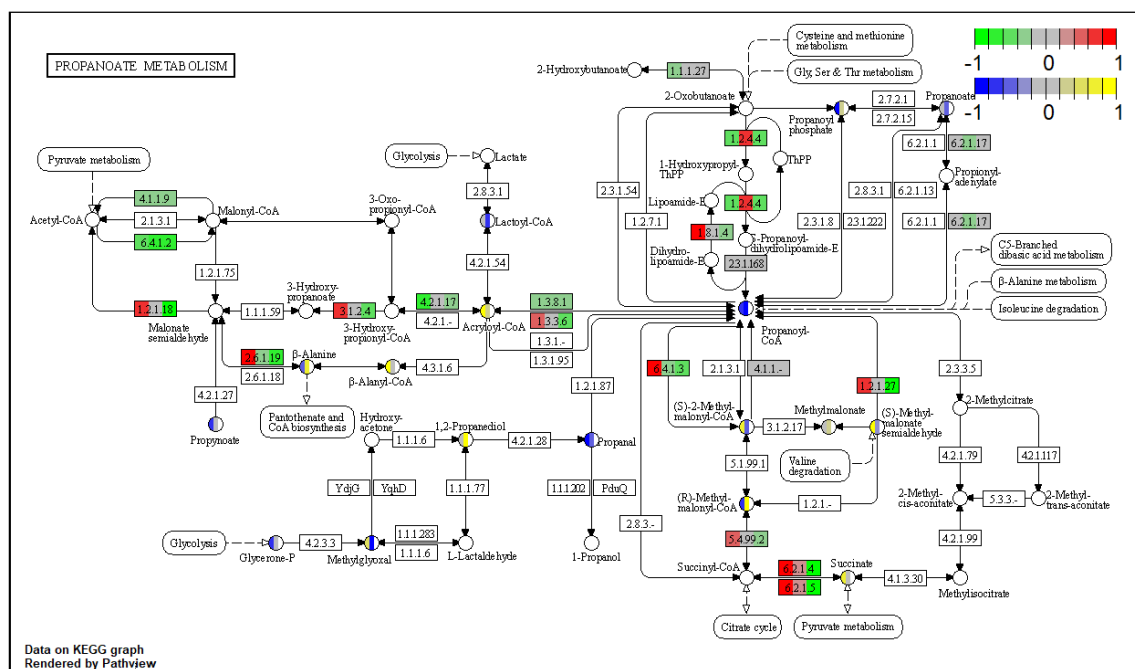 PROPANOATE METABOLISM
Cysteine and methionine
metabolism
Gly, Ser & Thr metabolism
-1 0 1
-1 0 1
2-Hydroxybutanoate
1.1.1.27
2-Oxobutanoate
Propanoyl
phosphate
2.7.2.1
2.7.2.15
Propanoate
6.2.1.1
6.2.1.17
Propionyl-
adenylate
6.2.1.1
6.2.1.17
1.2.4.4
ThPP
1-Hydroxypropyl-
ThPP
1.2.4.4
Lipoamide-E
1.8.1.4
Dihydro-
lipoamide-E
S-Propanoyl-
dihydrolipoamide-E
2.3.1.168
2.3.1.54
1.2.7.1
2.8.3.1
6.2.1.13
2.3.1.8
2.3.1.222
C5-Branched
dibasic acid metabolism
β-Alanine metabolism
Isoleucine degradation
Pyruvate metabolism
Acetyl-CoA
4.1.1.9
2.1.3.1
6.4.1.2
Malonyl-CoA
Glycolysis
Lactate
2.8.3.1
Lactoyl-CoA
4.2.1.54
3-Oxo-
propionyl-CoA
1.2.1.75
1.2.1.18
Malonate
semialdehyde
1.1.1.59
3-Hydroxy-
propanoate
3.1.2.4
3-Hydroxy-
propionyl-CoA
4.2.1.17
4.2.1.-
Acryloyl-CoA
1.3.8.1
1.3.3.6
1.3.1.-
1.3.1.95
Propanoyl-
CoA
2.6.1.19
2.6.1.18
β-Alanine
β-Alanyl-CoA
4.3.1.6
4.2.1.27
Propynoate
Pantothenate and
CoA biosynthesis
1.2.1.87
6.4.1.3
2.1.3.1
4.1.1.-
1.2.1.27
2.3.3.5
Hydroxy-
acetone
1.1.1.6
1,2-Propanediol
4.2.1.28
Propanal
(S)-2-Methyl-
malonyl-CoA
3.1.2.17
Methylmalonate
(S)-Methyl-
malonate
semialdehyde
Valine
degradation
2-Methylcitrate
4.2.1.79
4.2.1.117
YdjG
YqhD
1.1.1.77
1.1.1.202
PduQ
5.1.99.1
(R)-Methyl-
malonyl-CoA
1.2.1.-
2-Methyl-
cis-aconitate
5.3.3.-
2-Methyl-
trans-aconitate
Glycolysis
Glycerone-P
4.2.3.3
Methylglyoxal
1.1.1.283
1.1.1.6
L-Lactaldehyde
1-Propanol
2.8.3.-
5.4.99.2
4.2.1.99
Succinyl-CoA
6.2.1.4
6.2.1.5
Succinate
4.1.3.30
Methylisocitrate
Citrate cycle
Pyruvate metabolism
Data on KEGG graph
Rendered by Pathview